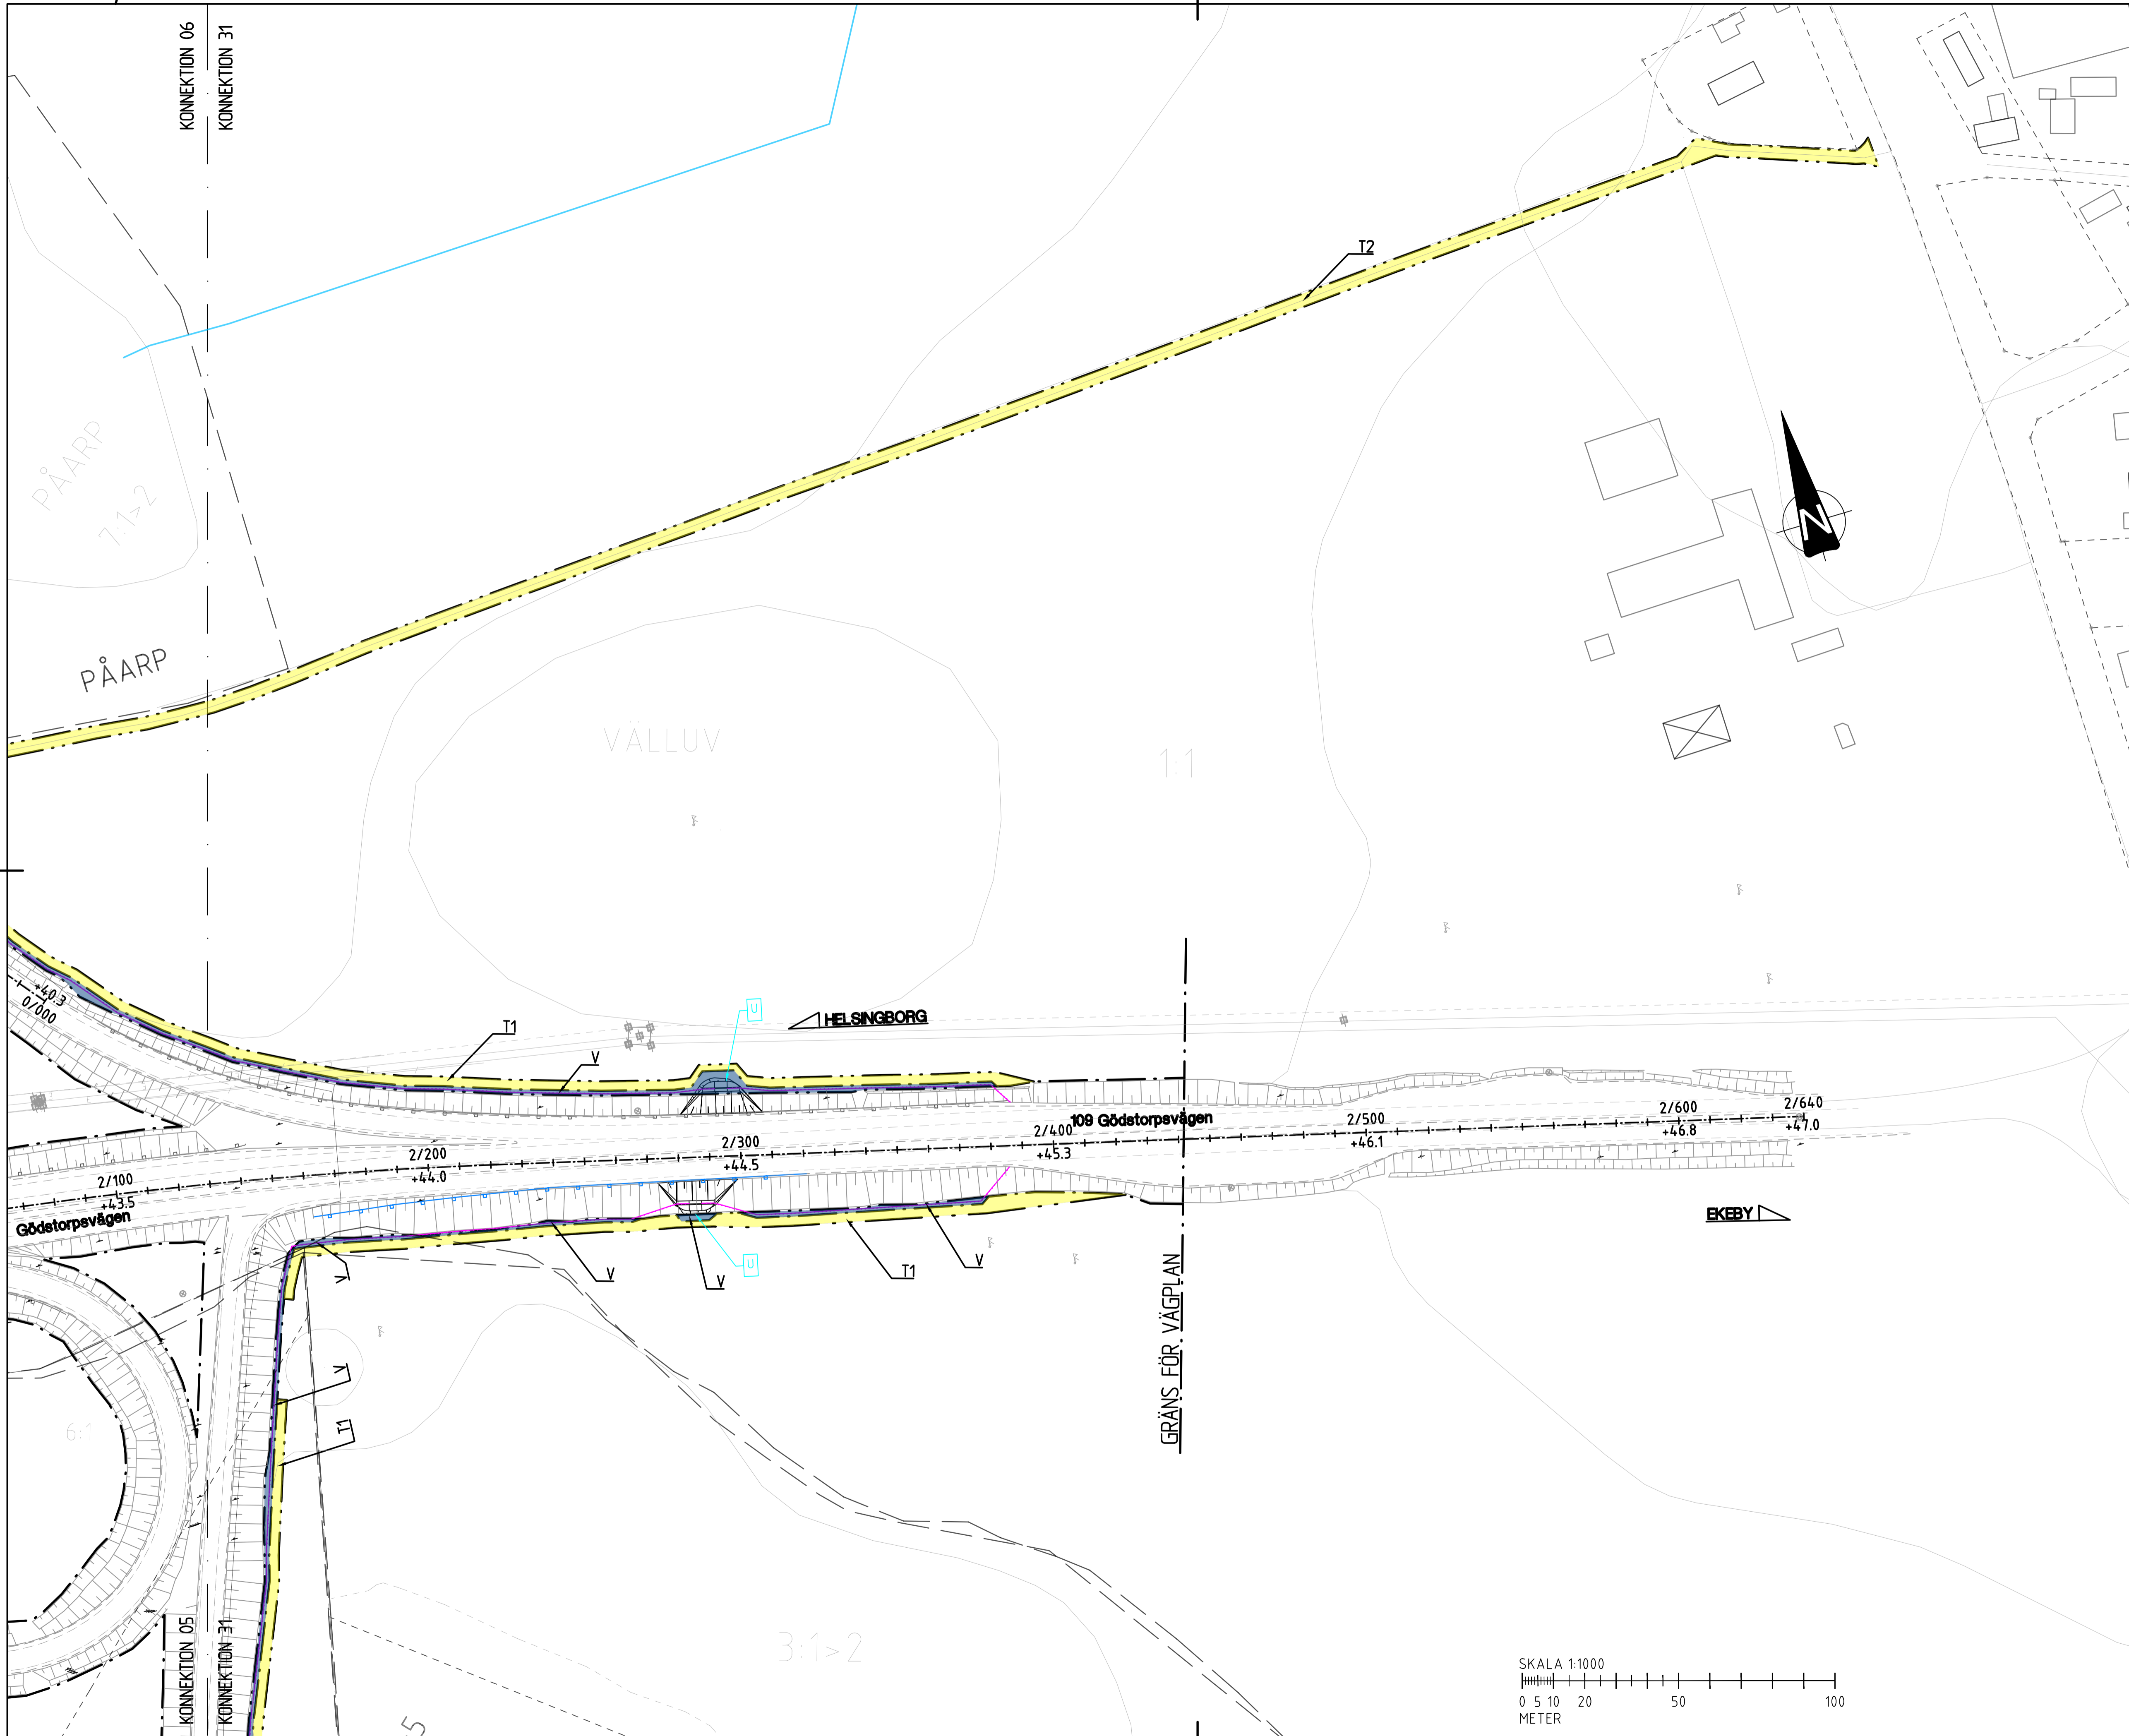 KONNEKTION 06
KONNEKTION 31
T2
PÅARP
7:1>2
PÅARP
N
VÄLLUV
1:1
+40.3
0/000
T1
V
U
HELSINGBORG
109 Gödstorpsvägen
2/100
+43.5
2/200
+44.0
2/300
+44.5
2/400
+45.3
2/500
+46.1
2/600
+46.8
2/640
+47.0
Gödstorpsvägen
EKEBY
V
V
V
U
T1
V
GRÄNS FÖR VÄGPLAN
V
T1
6:1
KONNEKTION 05
KONNEKTION 31
3:1>2
5
SKALA 1:1000
0 5 10 20 50 100
METER